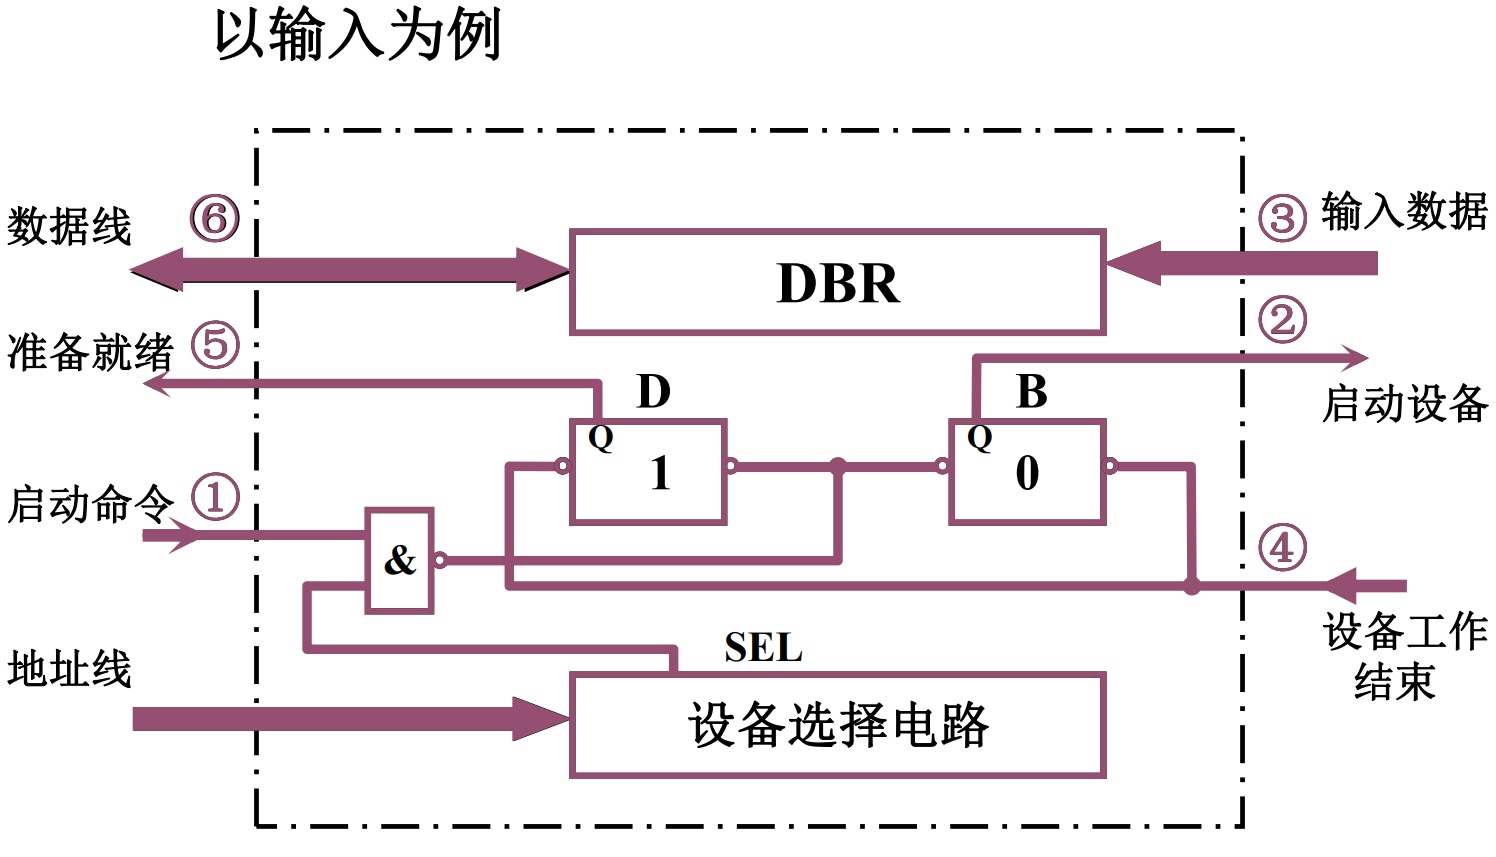 以输入为例
数据线
⑥
③
输入数据
DBR
②
准备就绪
⑤
启动设备
D
B
Q
1
Q
0
启动命令
①
④
&
设备工作
结束
SEL
地址线
设备选择电路